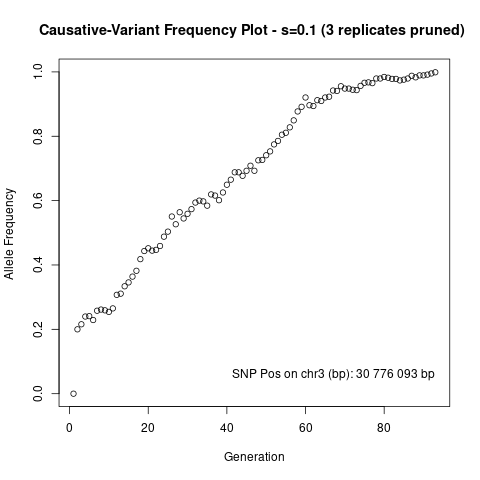 Causative-Variant Frequency Plot - s=0.1 (3 replicates pruned)
1.0
0.8
0.6
0.4
0.2
0.0
Allele Frequency
SNP Pos on chr3 (bp): 30 776 093 bp
0 20 40 60 80
Generation